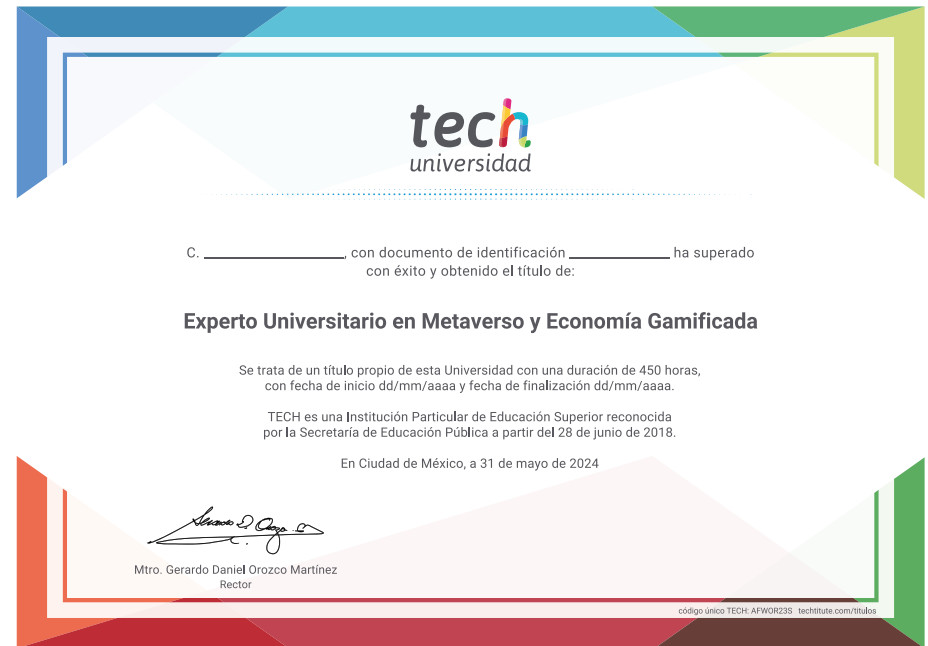 tech
universidad
C. ____________________, con documento de identificación ______________ ha superado
con éxito y obtenido el título de:
Experto Universitario en Metaverso y Economía Gamificada
Se trata de un título propio de esta Universidad con una duración de 450 horas,
con fecha de inicio dd/mm/aaaa y fecha de finalización dd/mm/aaaa.
TECH es una Institución Particular de Educación Superior reconocida
por la Secretaría de Educación Pública a partir del 28 de junio de 2018.
En Ciudad de México, a 31 de mayo de 2024
Mtro. Gerardo Daniel Orozco Martínez
Rector
código único TECH: AFWOR23S techtitute.com/titulos